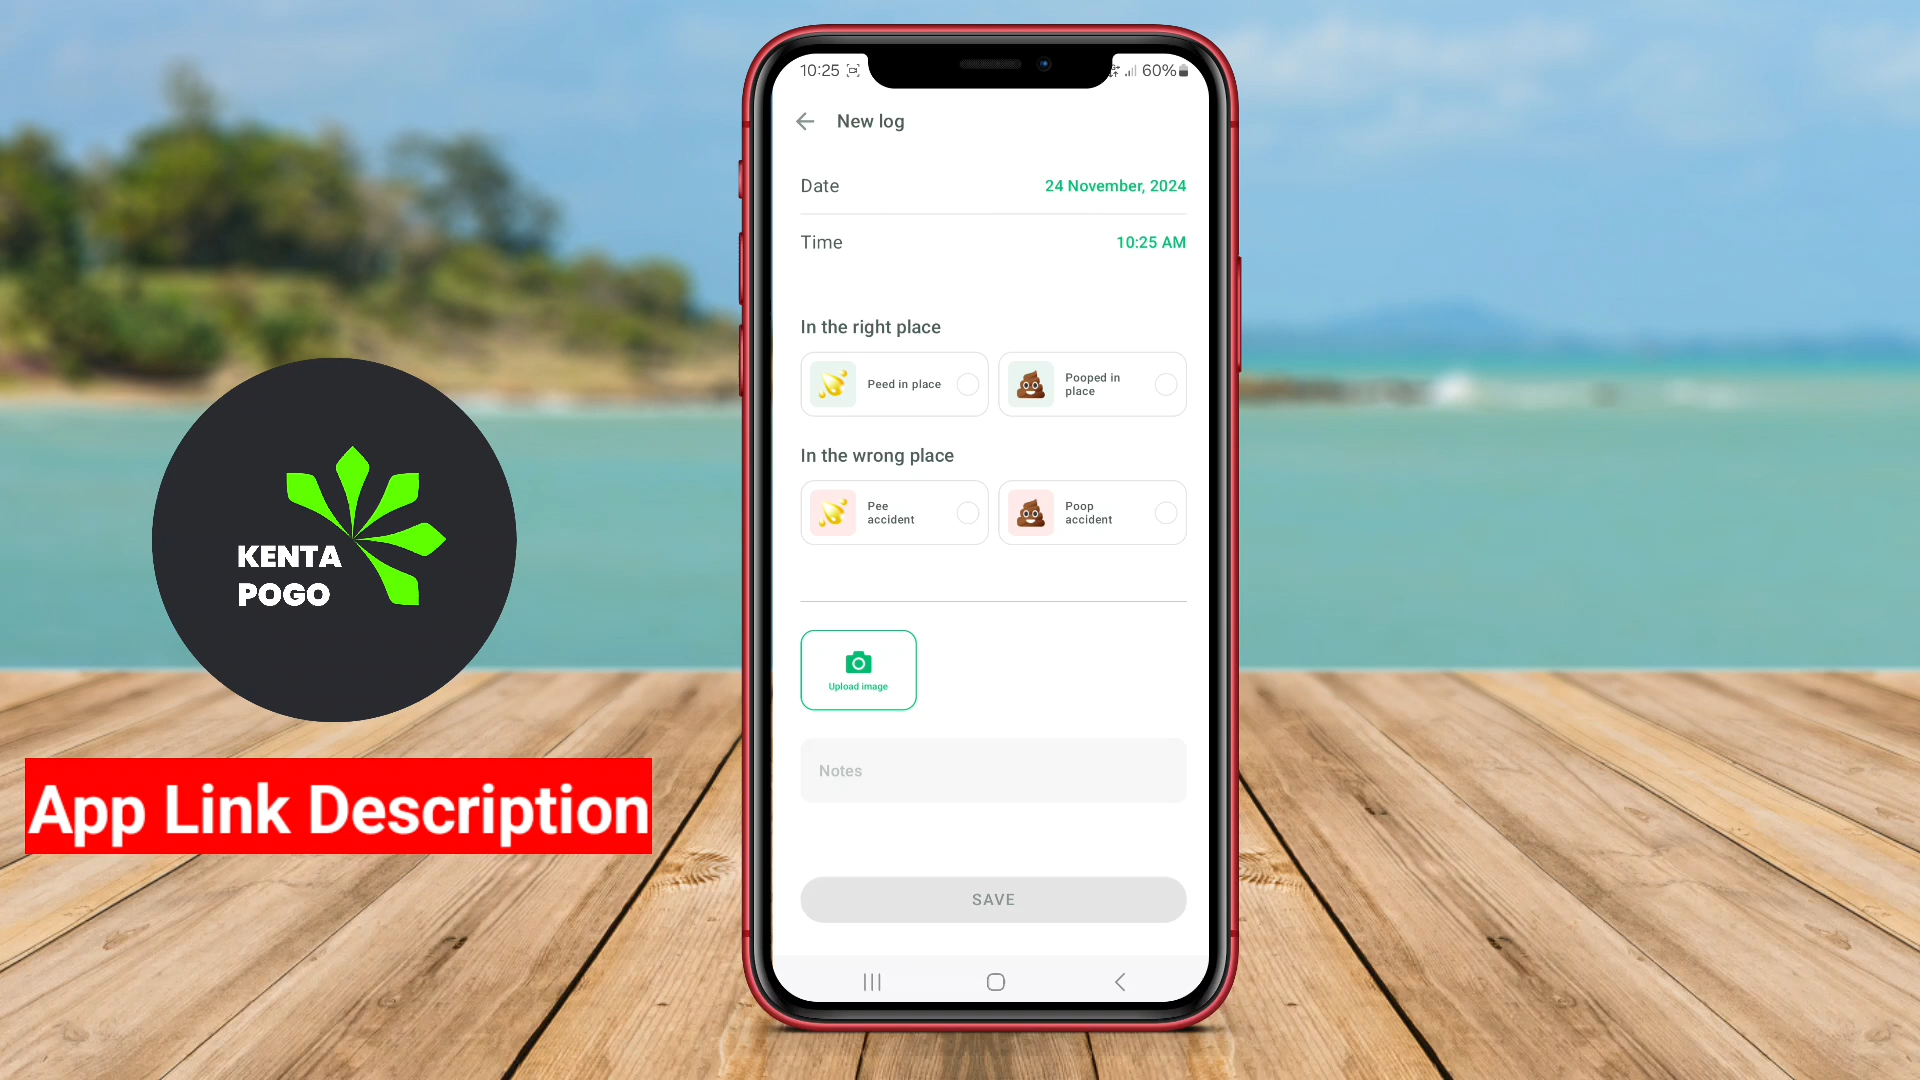 10:25
60%
New log
Date
24 November, 2024
Time
10:25 AM
In the right place
Peed in place
Pooped in
place
In the wrong place
Pee
accident
Poop
accident
Upload image
Notes
SAVE
KENTA
POGO
App Link Description